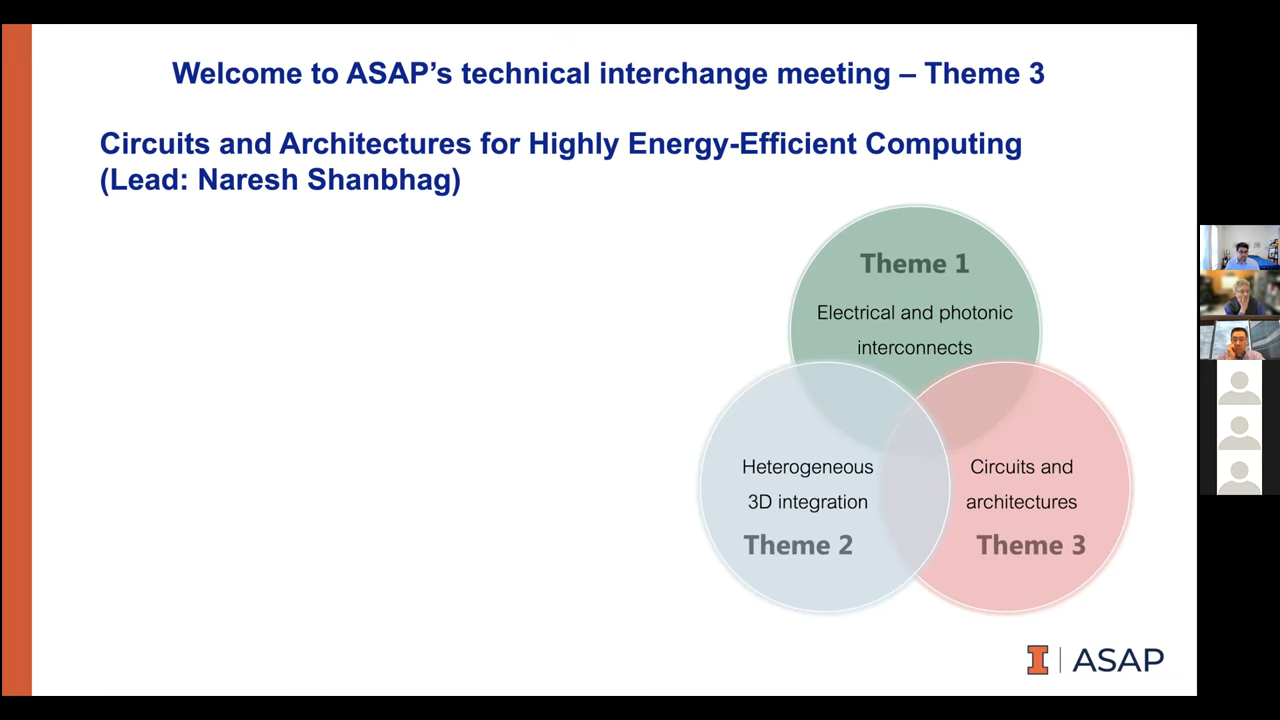 Welcome to ASAP’s technical interchange meeting – Theme 3
Circuits and Architectures for Highly Energy-Efficient Computing
(Lead: Naresh Shanbhag)
Theme 1
Electrical and photonic
interconnects
Heterogeneous
3D integration
Theme 2
Circuits and
architectures
Theme 3
I | ASAP